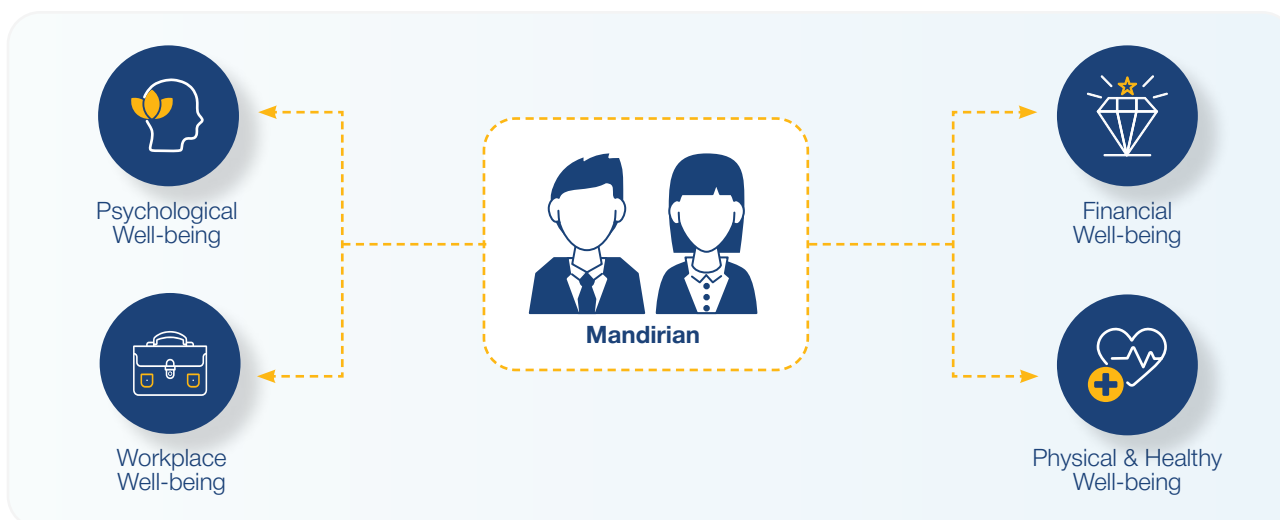 Psychological
Well-being
Workplace
Well-being
Mandirian
Financial
Well-being
Physical & Healthy
Well-being